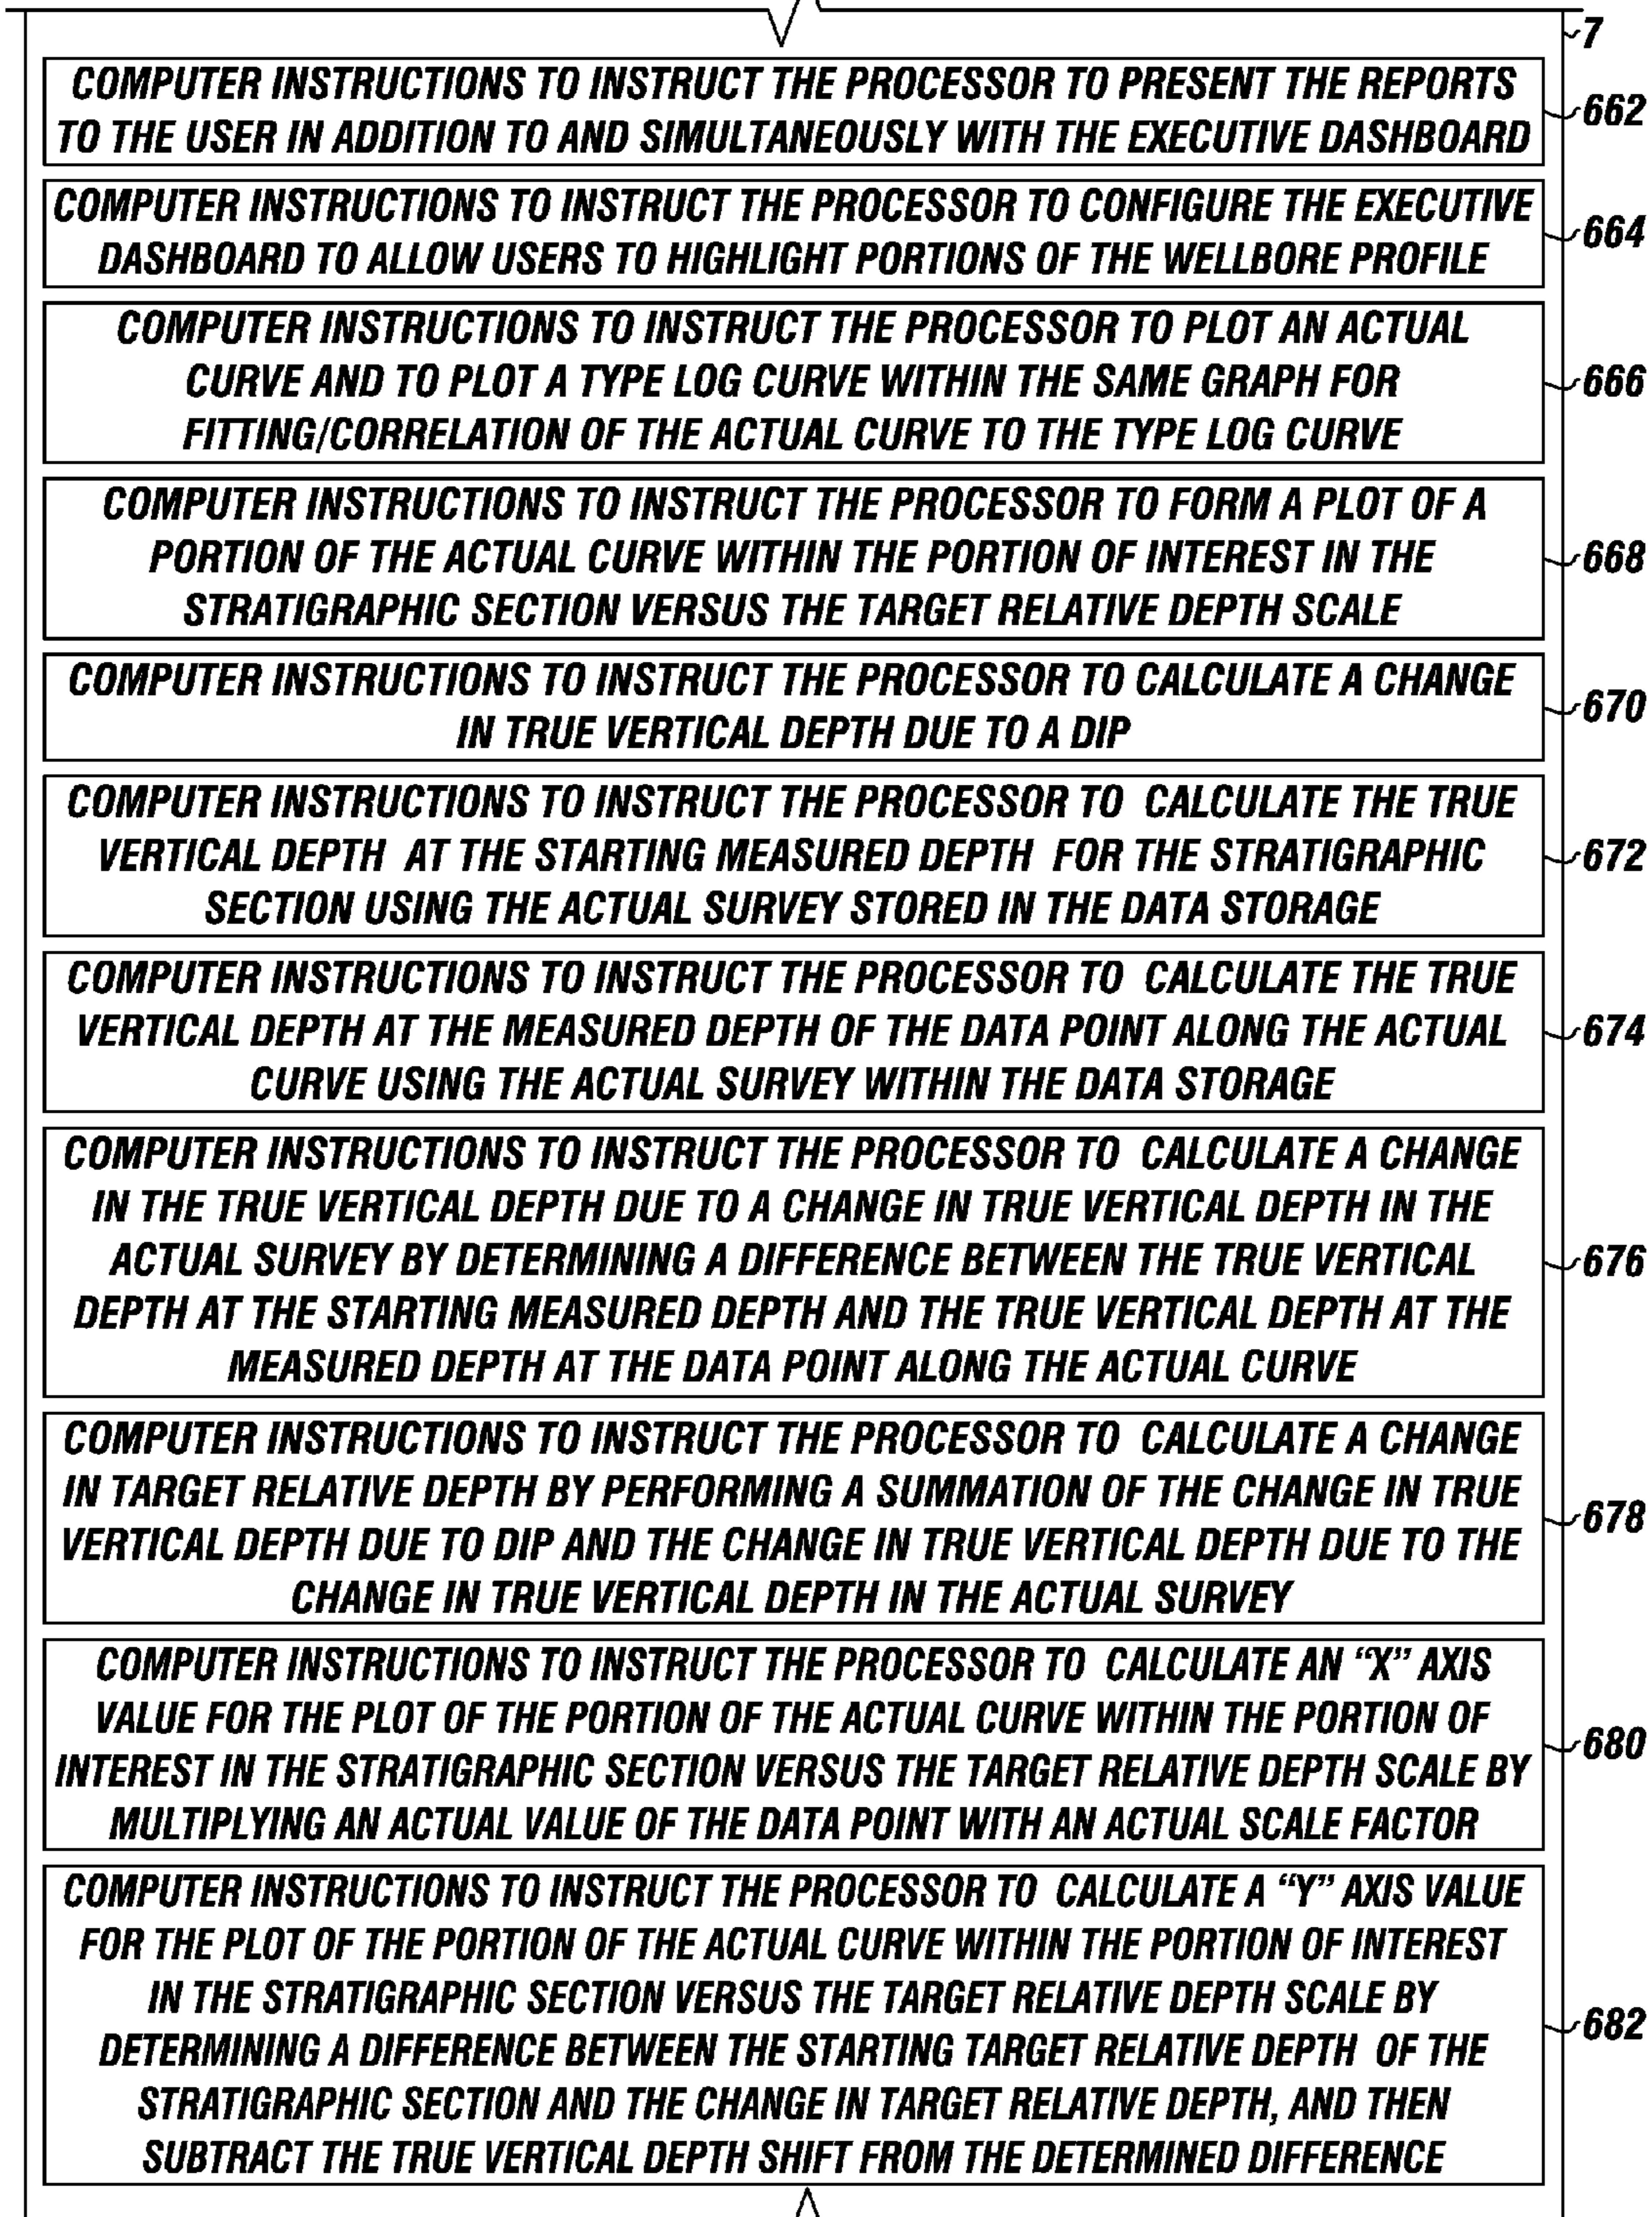 7
COMPUTER INSTRUCTIONS TO INSTRUCT THE PROCESSOR TO PRESENT THE REPORTS
TO THE USER IN ADDITION TO AND SIMULTANEOUSLY WITH THE EXECUTIVE DASHBOARD
662
COMPUTER INSTRUCTIONS TO INSTRUCT THE PROCESSOR TO CONFIGURE THE EXECUTIVE
DASHBOARD TO ALLOW USERS TO HIGHLIGHT PORTIONS OF THE WELLBORE PROFILE
664
COMPUTER INSTRUCTIONS TO INSTRUCT THE PROCESSOR TO PLOT AN ACTUAL
CURVE AND TO PLOT A TYPE LOG CURVE WITHIN THE SAME GRAPH FOR
FITTING/CORRELATION OF THE ACTUAL CURVE TO THE TYPE LOG CURVE
666
COMPUTER INSTRUCTIONS TO INSTRUCT THE PROCESSOR TO FORM A PLOT OF A
PORTION OF THE ACTUAL CURVE WITHIN THE PORTION OF INTEREST IN THE
STRATIGRAPHIC SECTION VERSUS THE TARGET RELATIVE DEPTH SCALE
668
COMPUTER INSTRUCTIONS TO INSTRUCT THE PROCESSOR TO CALCULATE A CHANGE
IN TRUE VERTICAL DEPTH DUE TO A DIP
670
COMPUTER INSTRUCTIONS TO INSTRUCT THE PROCESSOR TO CALCULATE THE TRUE
VERTICAL DEPTH AT THE STARTING MEASURED DEPTH FOR THE STRATIGRAPHIC
SECTION USING THE ACTUAL SURVEY STORED IN THE DATA STORAGE
672
COMPUTER INSTRUCTIONS TO INSTRUCT THE PROCESSOR TO CALCULATE THE TRUE
VERTICAL DEPTH AT THE MEASURED DEPTH OF THE DATA POINT ALONG THE ACTUAL
CURVE USING THE ACTUAL SURVEY WITHIN THE DATA STORAGE
674
COMPUTER INSTRUCTIONS TO INSTRUCT THE PROCESSOR TO CALCULATE A CHANGE
IN THE TRUE VERTICAL DEPTH DUE TO A CHANGE IN TRUE VERTICAL DEPTH IN THE
ACTUAL SURVEY BY DETERMINING A DIFFERENCE BETWEEN THE TRUE VERTICAL
DEPTH AT THE STARTING MEASURED DEPTH AND THE TRUE VERTICAL DEPTH AT THE
MEASURED DEPTH AT THE DATA POINT ALONG THE ACTUAL CURVE
676
COMPUTER INSTRUCTIONS TO INSTRUCT THE PROCESSOR TO CALCULATE A CHANGE
IN TARGET RELATIVE DEPTH BY PERFORMING A SUMMATION OF THE CHANGE IN TRUE
VERTICAL DEPTH DUE TO DIP AND THE CHANGE IN TRUE VERTICAL DEPTH DUE TO THE
CHANGE IN TRUE VERTICAL DEPTH IN THE ACTUAL SURVEY
678
COMPUTER INSTRUCTIONS TO INSTRUCT THE PROCESSOR TO CALCULATE AN “X” AXIS
VALUE FOR THE PLOT OF THE PORTION OF THE ACTUAL CURVE WITHIN THE PORTION OF
INTEREST IN THE STRATIGRAPHIC SECTION VERSUS THE TARGET RELATIVE DEPTH SCALE BY
MULTIPLYING AN ACTUAL VALUE OF THE DATA POINT WITH AN ACTUAL SCALE FACTOR
680
COMPUTER INSTRUCTIONS TO INSTRUCT THE PROCESSOR TO CALCULATE A “Y” AXIS VALUE
FOR THE PLOT OF THE PORTION OF THE ACTUAL CURVE WITHIN THE PORTION OF INTEREST
IN THE STRATIGRAPHIC SECTION VERSUS THE TARGET RELATIVE DEPTH SCALE BY
DETERMINING A DIFFERENCE BETWEEN THE STARTING TARGET RELATIVE DEPTH OF THE
STRATIGRAPHIC SECTION AND THE CHANGE IN TARGET RELATIVE DEPTH, AND THEN
SUBTRACT THE TRUE VERTICAL DEPTH SHIFT FROM THE DETERMINED DIFFERENCE
682